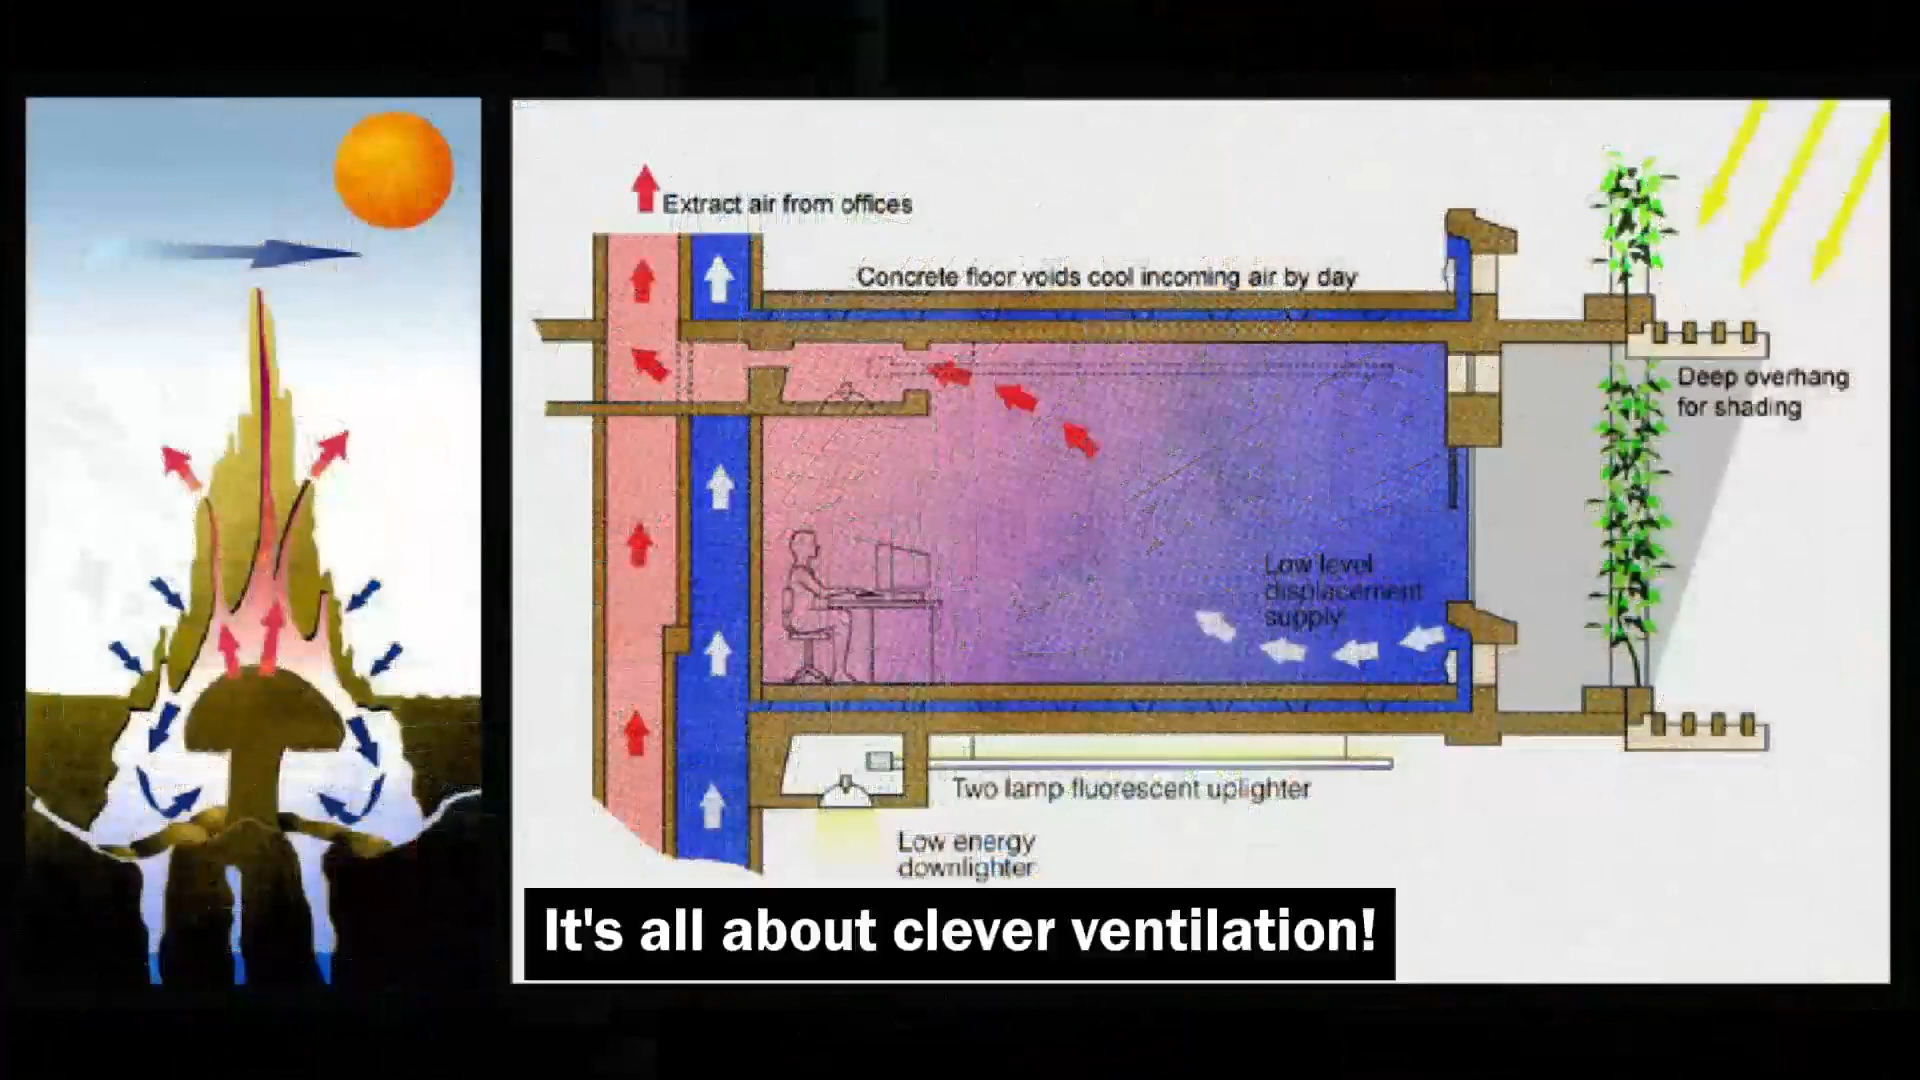 Extract air from offices
Concrete floor voids cool incoming air by day
Deep overhang
for shading
Low level
displacement
supply
Two lamp fluorescent uplighter
Low energy
downlighter
It's all about clever ventilation!